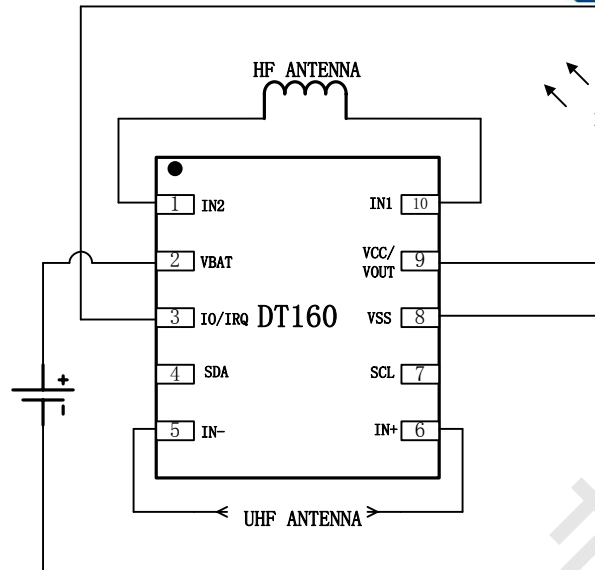 HF ANTENNA
1 IN2
IN1 10
2 VBAT
VCC/
VOUT 9
3 IO/IRQ
DT160
VSS 8
4 SDA
SCL 7
+
-
5 IN-
IN+ 6
UHF ANTENNA